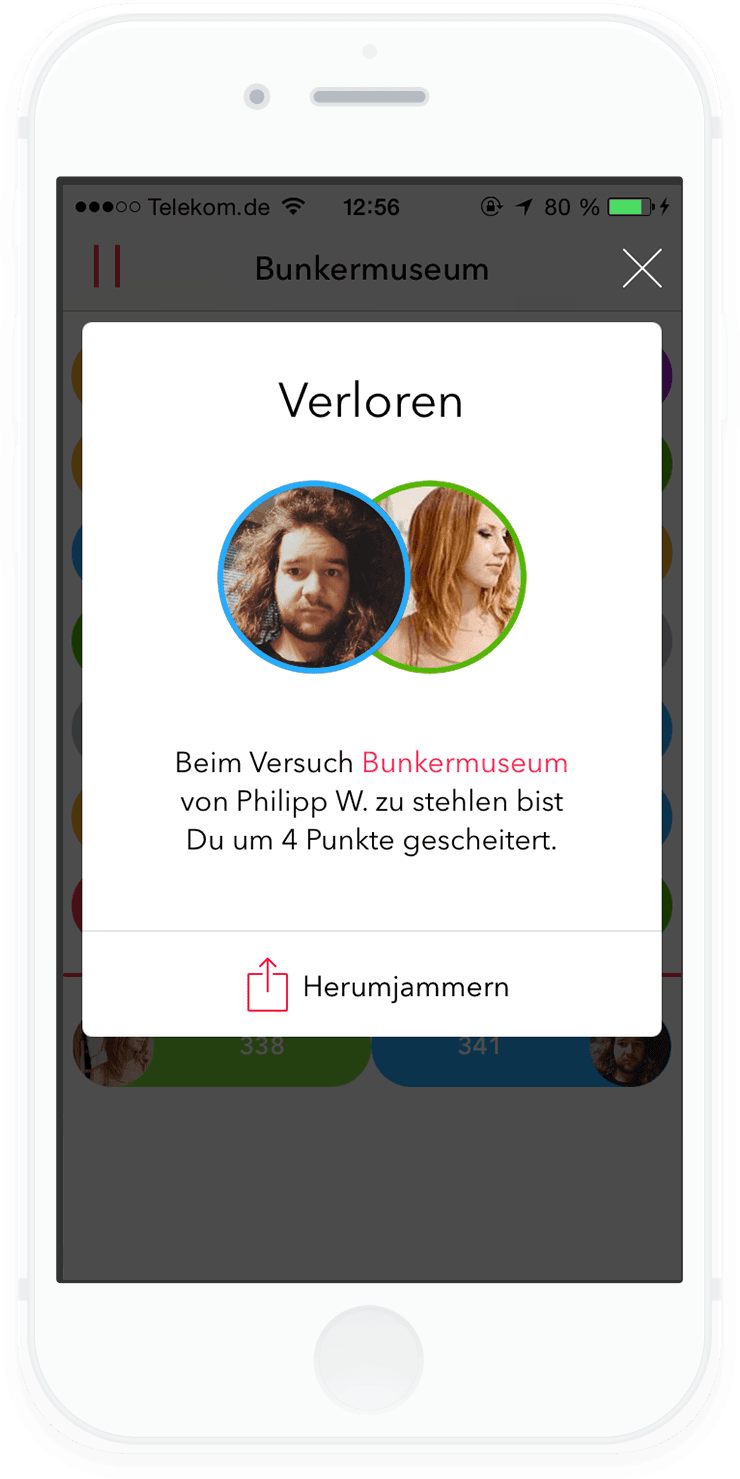 Telekom.de 12:56 80 %
Bunkermuseum
Verloren
Beim Versuch Bunkermuseum
von Philipp W. zu stehlen bist
Du um 4 Punkte gescheitert.
Herumjammern
338 341